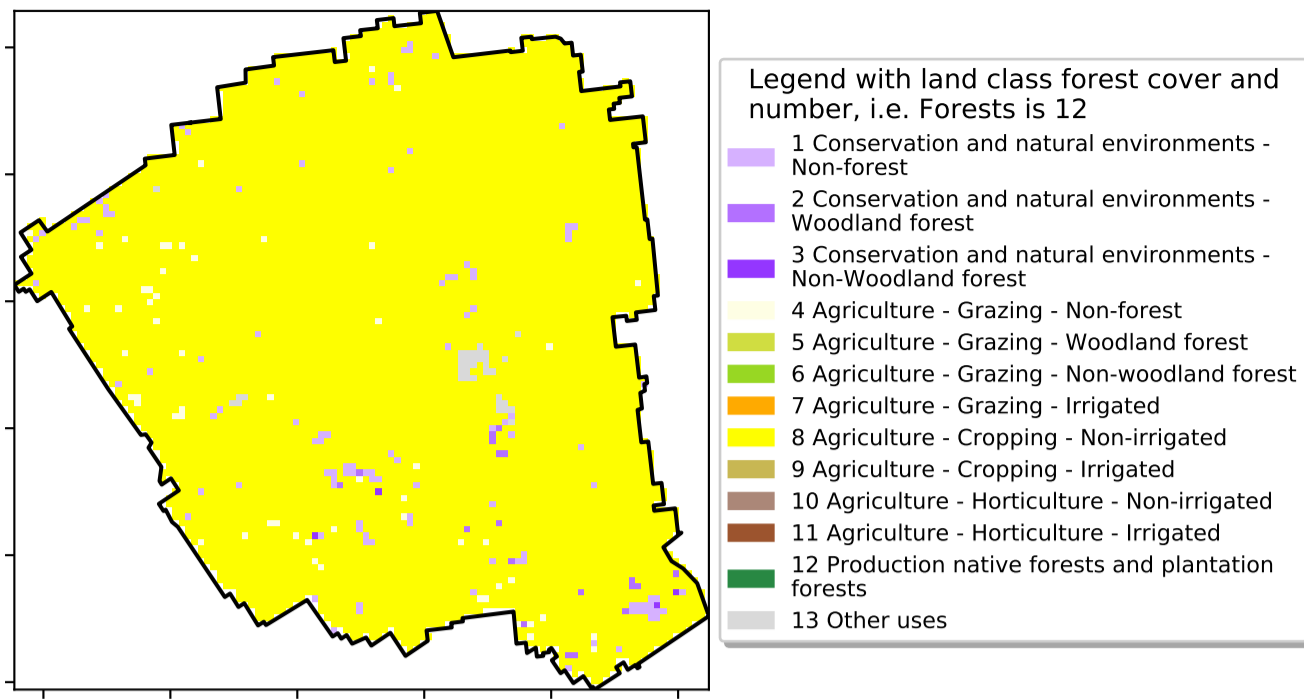 Legend with land class forest cover and
number, i.e. Forests is 12
1 Conservation and natural environments -
Non-forest
2 Conservation and natural environments -
Woodland forest
3 Conservation and natural environments -
Non-Woodland forest
4 Agriculture - Grazing - Non-forest
5 Agriculture - Grazing - Woodland forest
6 Agriculture - Grazing - Non-woodland forest
7 Agriculture - Grazing - Irrigated
8 Agriculture - Cropping - Non-irrigated
9 Agriculture - Cropping - Irrigated
10 Agriculture - Horticulture - Non-irrigated
11 Agriculture - Horticulture - Irrigated
12 Production native forests and plantation
forests
13 Other uses